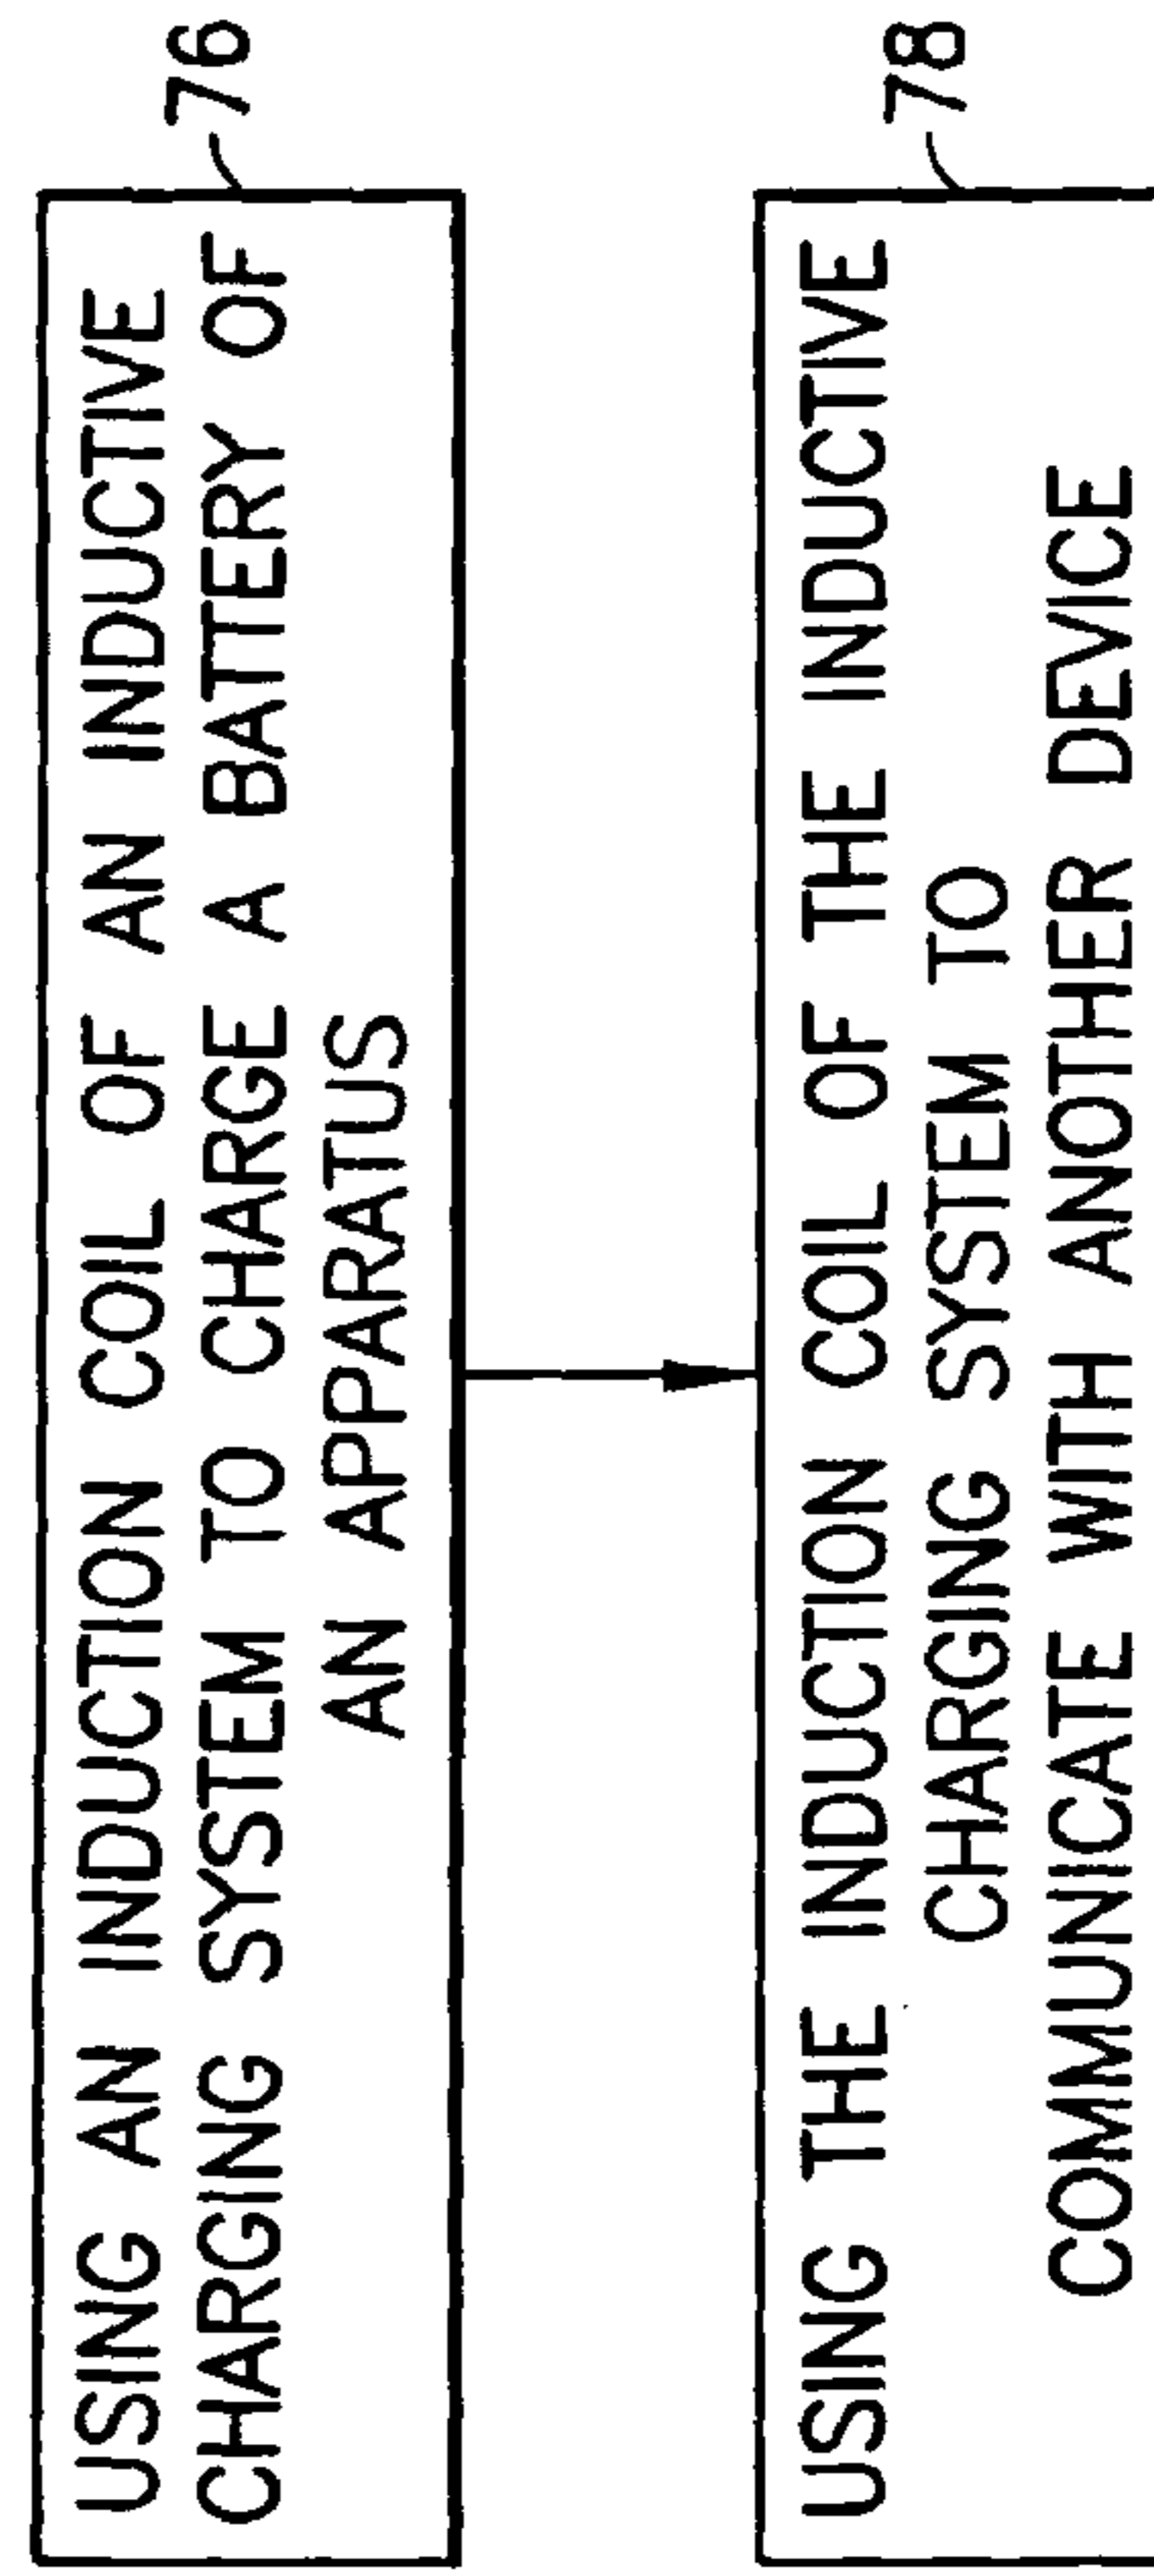 USING AN INDUCTION COIL OF AN INDUCTIVE
CHARGING SYSTEM TO CHARGE A BATTERY OF
AN APPARATUS
76
USING THE INDUCTION COIL OF THE INDUCTIVE
CHARGING SYSTEM TO
COMMUNICATE WITH ANOTHER DEVICE
78